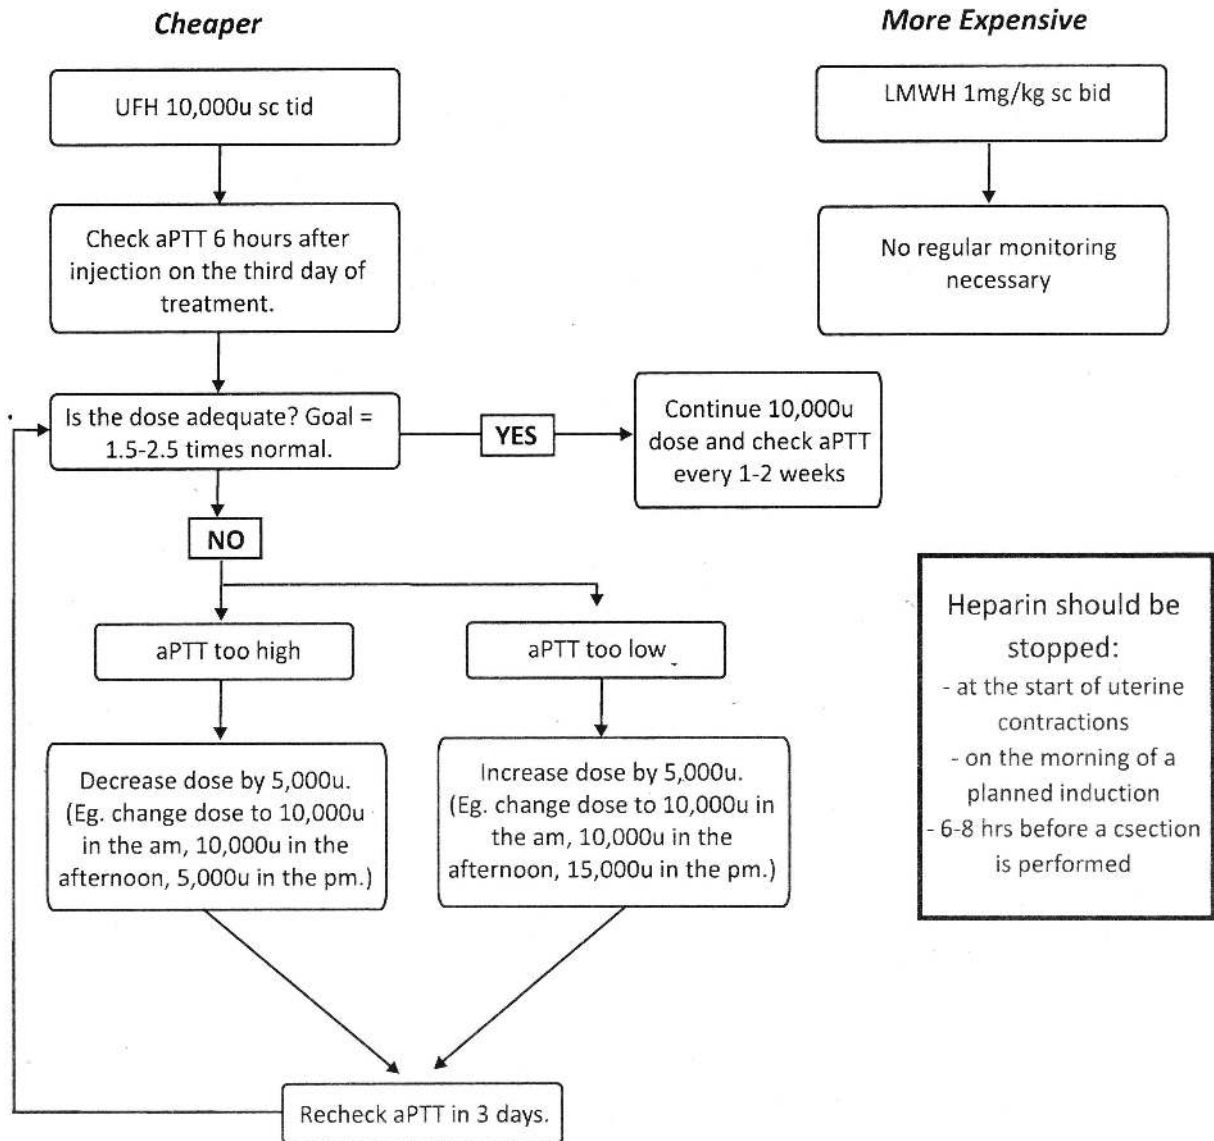 Cheaper
UFH 10,000u sc tid
Check aPTT 6 hours after
injection on the third day of
treatment.
Is the dose adequate? Goal =
1.5-2.5 times normal.
YES
Continue 10,000u
dose and check aPTT
every 1-2 weeks
NO
aPTT too high
aPTT too low
Decrease dose by 5,000u.
(Eg. change dose to 10,000u
in the am, 10,000u in the
afternoon, 5,000u in the pm.)
Increase dose by 5,000u.
(Eg. change dose to 10,000u in
the am, 10,000u in the
afternoon, 15,000u in the pm.)
Recheck aPTT in 3 days.
More Expensive
LMWH 1mg/kg sc bid
No regular monitoring
necessary
Heparin should be
stopped:
- at the start of uterine
contractions
- on the morning of a
planned induction
- 6-8 hrs before a csection
is performed